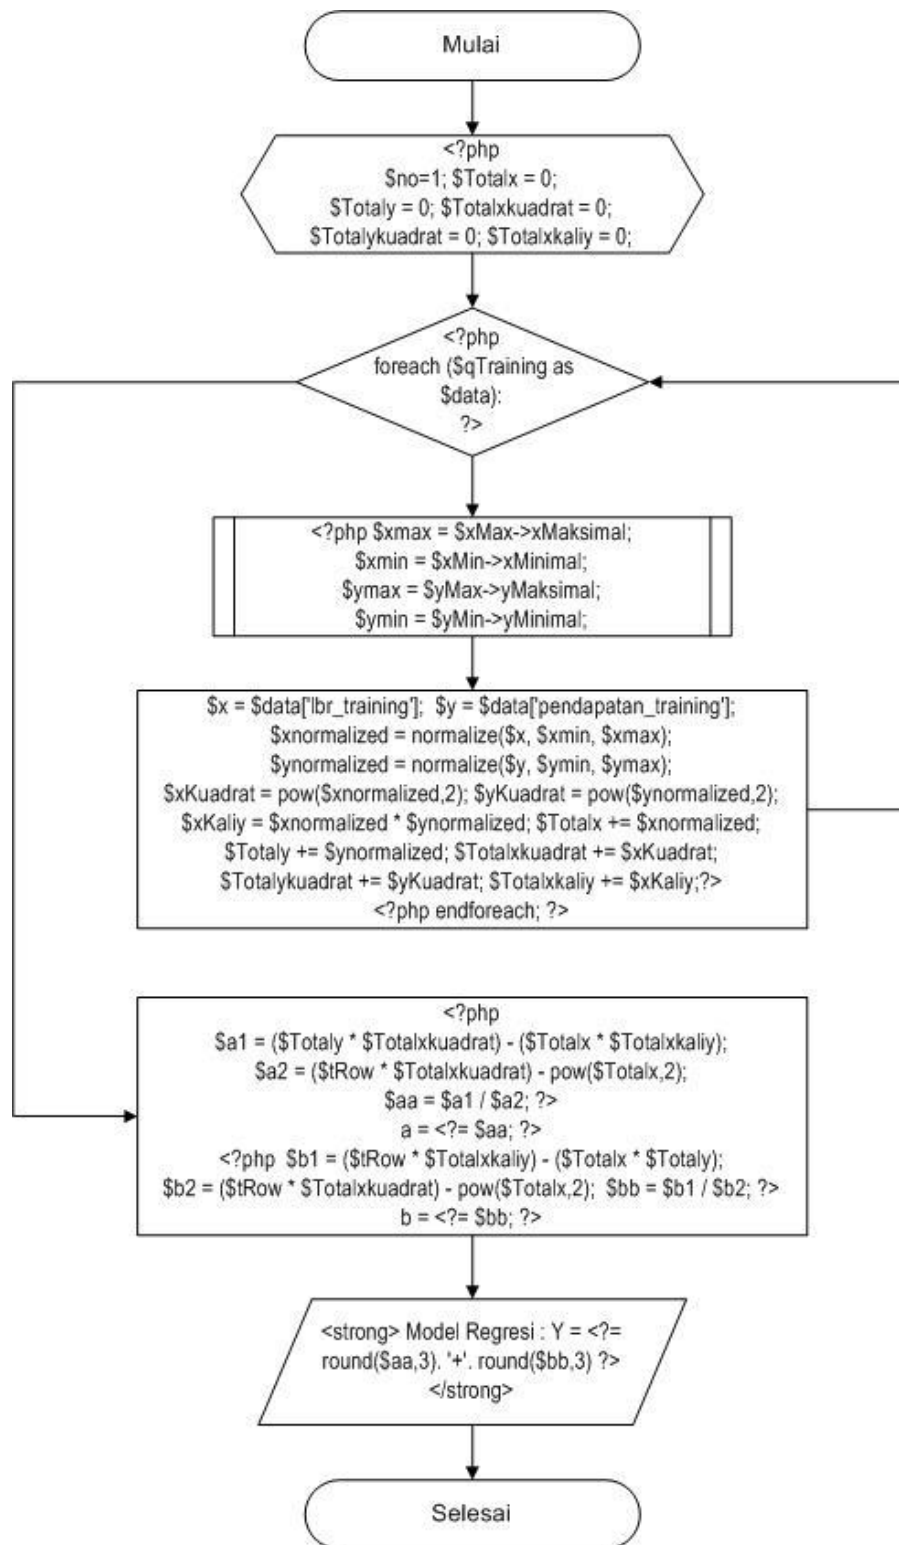 Mulai
<?php
$no=1; $Totalx = 0;
$Totaly = 0; $Totalxkuadrat = 0;
$Totalykuadrat = 0; $Totalxkaliy = 0;
<?php
foreach ($qTraining as
$data):
?>
<?php $xmax = $xMax->xMaksimal;
$xmin = $xMin->xMinimal;
$ymax = $yMax->yMaksimal;
$ymin = $yMin->yMinimal;
$x = $data['lbr_training'];  $y = $data['pendapatan_training'];
$xnormalized = normalize($x, $xmin, $xmax);
$ynormalized = normalize($y, $ymin, $ymax);
$xKuadrat = pow($xnormalized,2); $yKuadrat = pow($ynormalized,2);
$xKaliy = $xnormalized * $ynormalized; $Totalx += $xnormalized;
$Totaly += $ynormalized; $Totalxkuadrat += $xKuadrat;
$Totalykuadrat += $yKuadrat; $Totalxkaliy += $xKaliy;?>
<?php endforeach; ?>
<?php
$a1 = ($Totaly * $Totalxkuadrat) - ($Totalx * $Totalxkaliy);
$a2 = ($tRow * $Totalxkuadrat) - pow($Totalx,2);
$aa = $a1 / $a2; ?>
a = <?= $aa; ?>
<?php  $b1 = ($tRow * $Totalxkaliy) - ($Totalx * $Totaly);
$b2 = ($tRow * $Totalxkuadrat) - pow($Totalx,2);  $bb = $b1 / $b2; ?>
b = <?= $bb; ?>
<strong> Model Regresi : Y = <?=
round($aa,3). '+'. round($bb,3) ?>
</strong>
Selesai